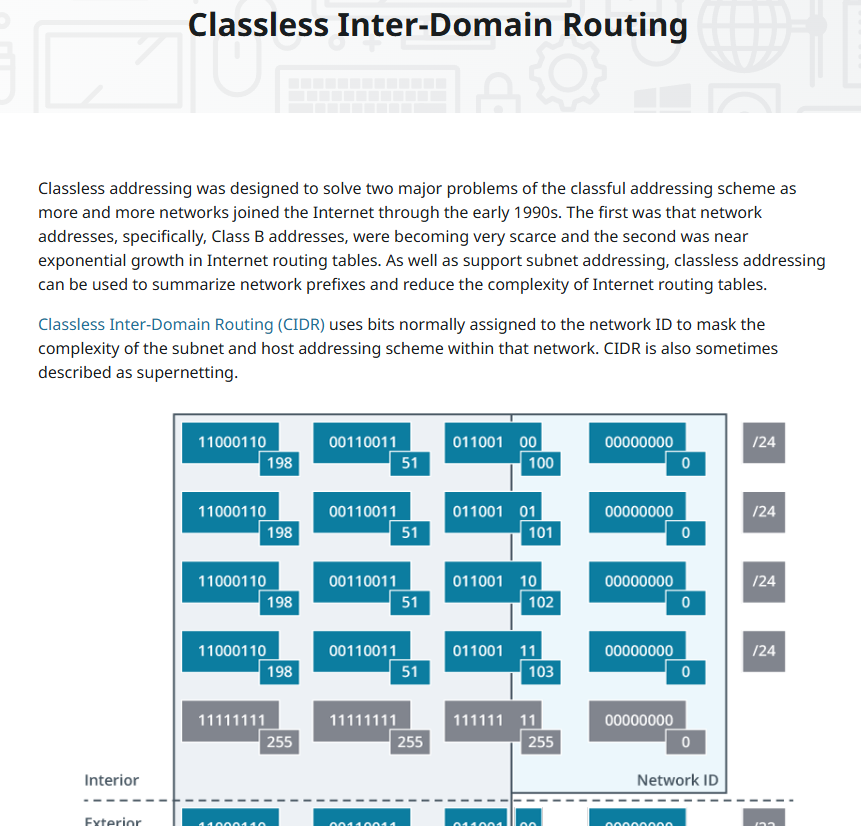 Classless Inter-Domain Routing
Classless addressing was designed to solve two major problems of the classful addressing scheme as
more and more networks joined the Internet through the early 1990s. The first was that network
addresses, specifically, Class B addresses, were becoming very scarce and the second was near
exponential growth in Internet routing tables. As well as support subnet addressing, classless addressing
can be used to summarize network prefixes and reduce the complexity of Internet routing tables.
Classless Inter-Domain Routing (CIDR) uses bits normally assigned to the network ID to mask the
complexity of the subnet and host addressing scheme within that network. CIDR is also sometimes
described as supernetting.
11000110 00110011 011001 00 00000000 /24
198 51 100 0
11000110 00110011 011001 01 00000000 /24
198 51 101 0
11000110 00110011 011001 10 00000000 /24
198 51 102 0
11000110 00110011 011001 11 00000000 /24
198 51 103 0
11111111 11111111 111111 11 00000000
255 255 255 0
Interior Network ID
Exterior 11000110 00110011 011001 00 00000000 /22